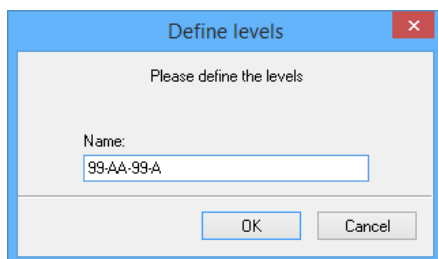 Define levels
Please define the levels
Name:
99-AA-99-A
OK
Cancel